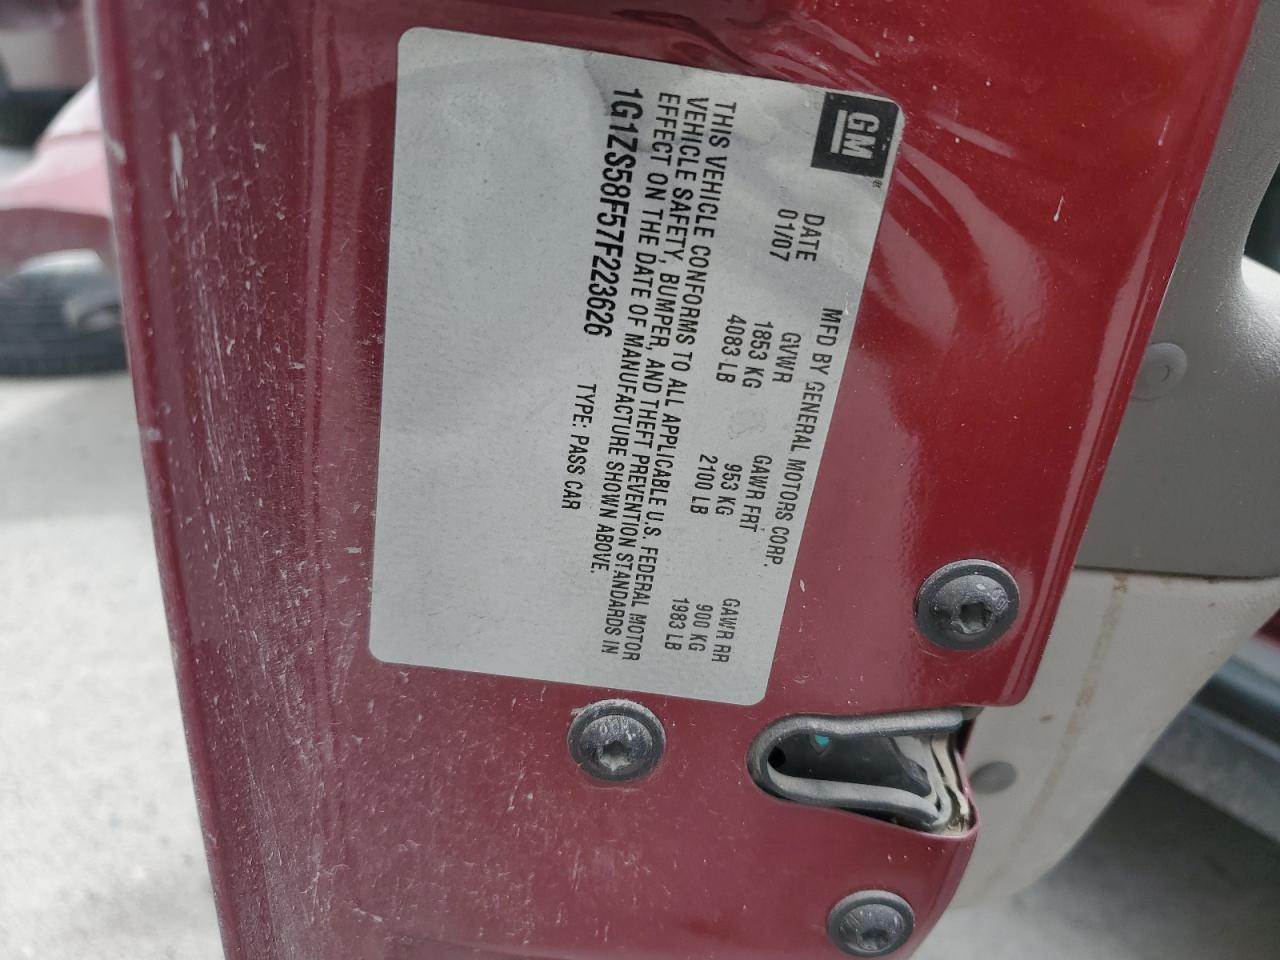 GM
MFD BY GENERAL MOTORS CORP.
DATE GVWR GAWR FRT GAWR RR
01/07 1853 KG 953 KG 900 KG
4083 LB 2100 LB 1983 LB
THIS VEHICLE CONFORMS TO ALL APPLICABLE U.S. FEDERAL MOTOR
VEHICLE SAFETY, BUMPER, AND THEFT PREVENTION STANDARDS IN
EFFECT ON THE DATE OF MANUFACTURE SHOWN ABOVE.
1G1ZS58F57F223626 TYPE: PASS CAR